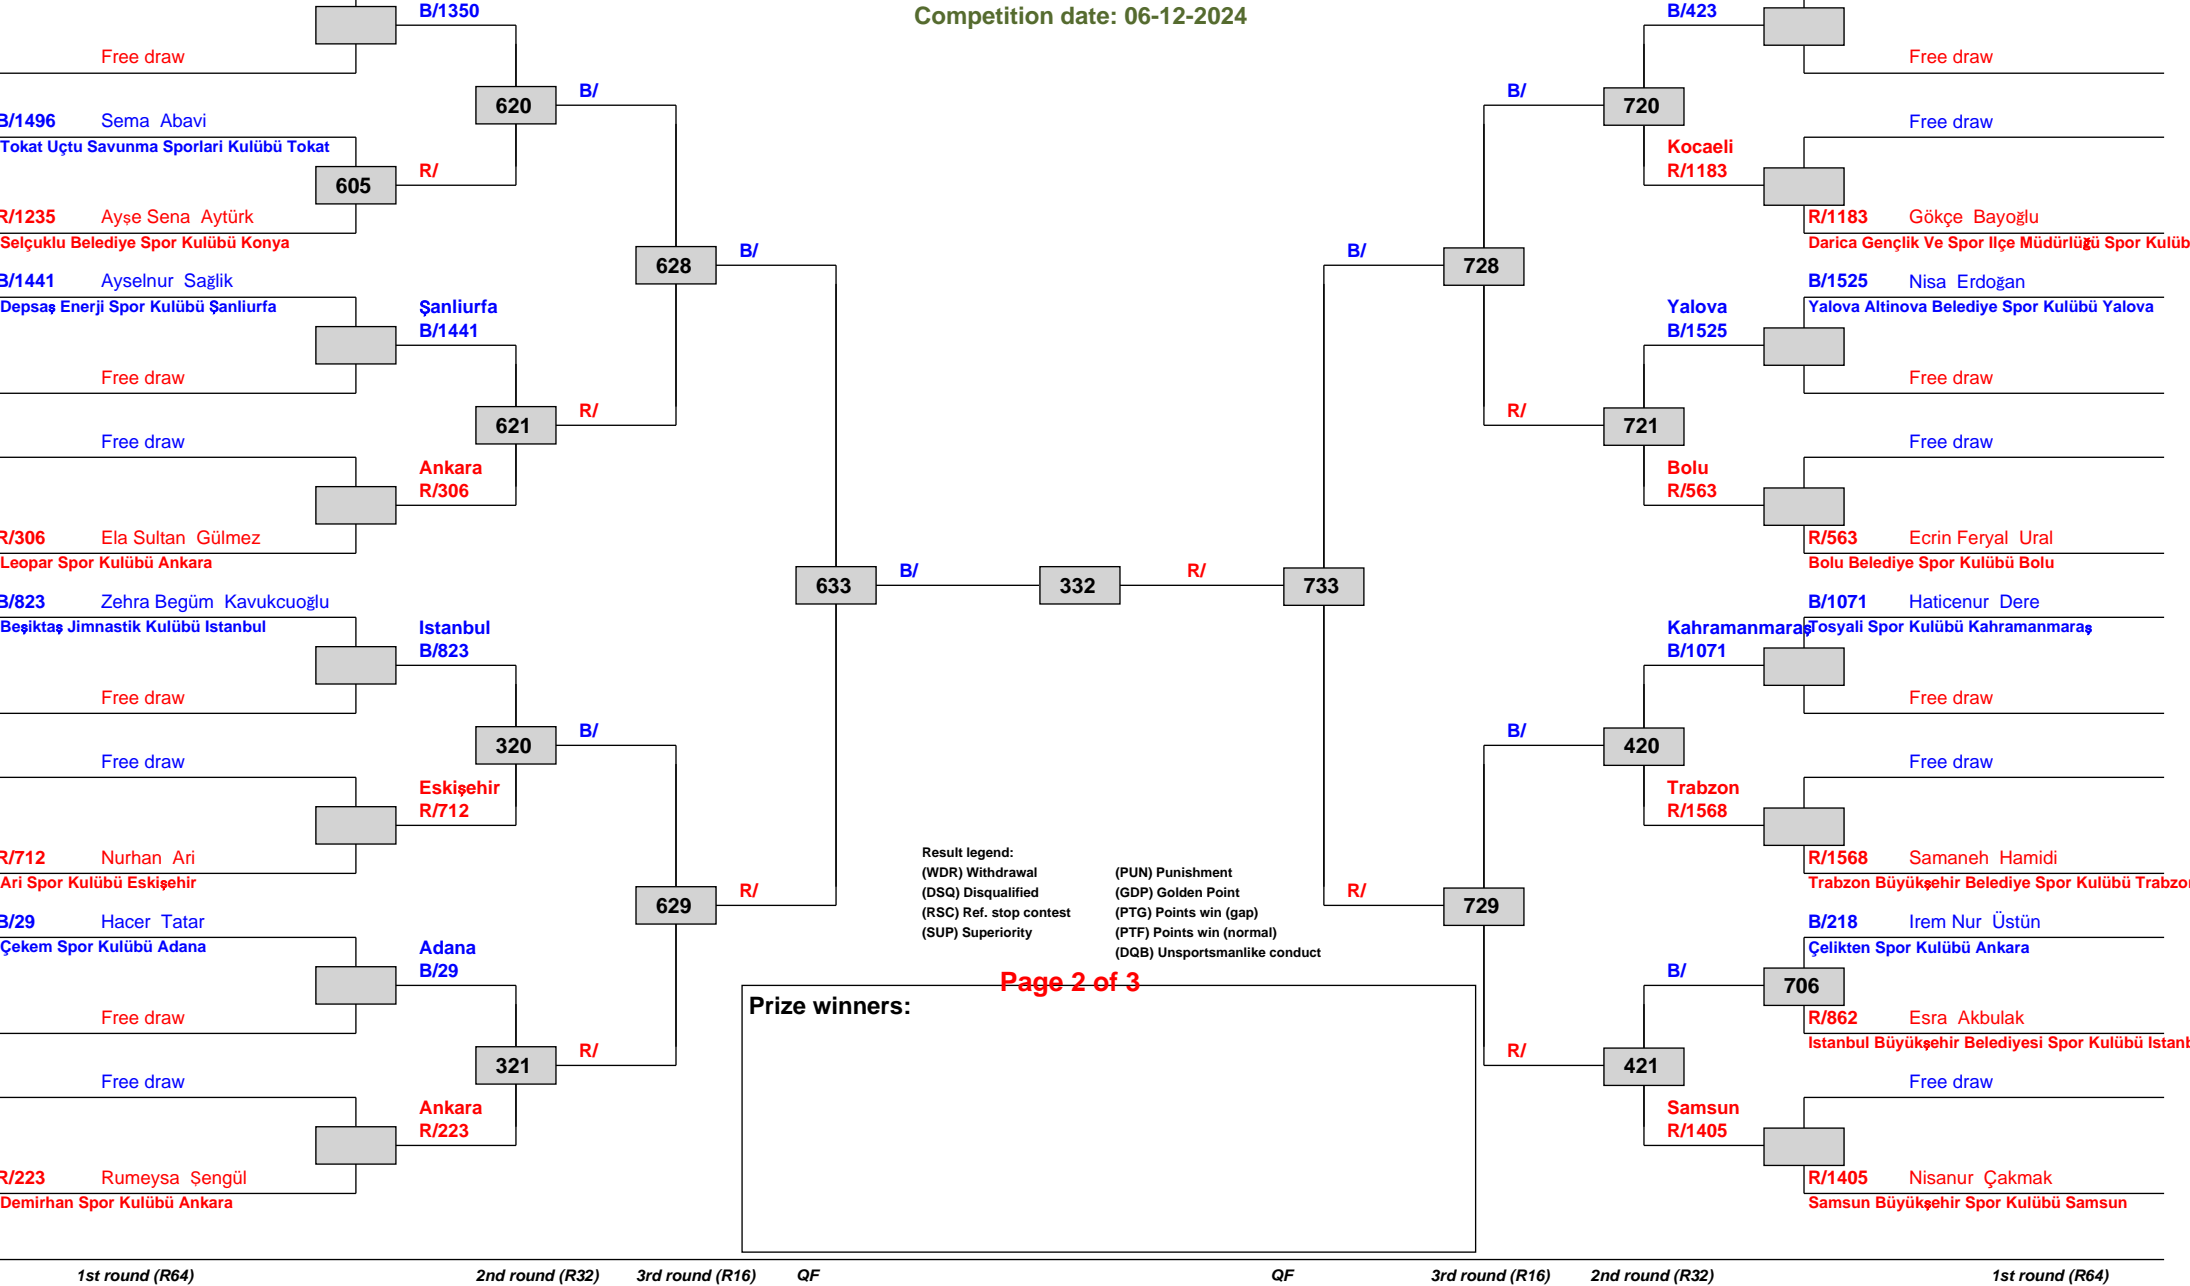 Competition date: 06-12-2024
B/1350
Free draw
620
B/
B/1496 Sema Abavi
Tokat Uçtu Savunma Sporlari Kulübü Tokat
605
R/
R/1235 Ayşe Sena Aytürk
Selçuklu Belediye Spor Kulübü Konya
628
B/
B/1441 Ayselnur Sağlik
Depsaş Enerji Spor Kulübü Şanliurfa
Şanliurfa
B/1441
Free draw
621
R/
Free draw
Ankara
R/306
R/306 Ela Sultan Gülmez
Leopar Spor Kulübü Ankara
633
B/
332
R/
733
B/823 Zehra Begüm Kavukcuoğlu
Beşiktaş Jimnastik Kulübü Istanbul
Istanbul
B/823
Free draw
320
B/
Free draw
Eskişehir
R/712
R/712 Nurhan Ari
Ari Spor Kulübü Eskişehir
629
R/
B/29 Hacer Tatar
Çekem Spor Kulübü Adana
Adana
B/29
Free draw
321
R/
Free draw
Ankara
R/223
R/223 Rumeysa Şengül
Demirhan Spor Kulübü Ankara
B/423
Free draw
B/
720
Free draw
Kocaeli
R/1183
R/1183 Gökçe Bayoğlu
Darica Gençlik Ve Spor Ilçe Müdürlüğü Spor Kulüb
B/
728
B/1525 Nisa Erdoğan
Yalova Altinova Belediye Spor Kulübü Yalova
Yalova
B/1525
Free draw
R/
721
Free draw
Bolu
R/563
R/563 Ecrin Feryal Ural
Bolu Belediye Spor Kulübü Bolu
B/1071 Haticenur Dere
Tosyali Spor Kulübü Kahramanmaraş
Kahramanmaraş
B/1071
Free draw
B/
420
Free draw
Trabzon
R/1568
R/1568 Samaneh Hamidi
Trabzon Büyükşehir Belediye Spor Kulübü Trabzon
R/
729
B/218 Irem Nur Üstün
Çelikten Spor Kulübü Ankara
B/
706
R/862 Esra Akbulak
Istanbul Büyükşehir Belediyesi Spor Kulübü Istanb
R/
421
Free draw
Samsun
R/1405
R/1405 Nisanur Çakmak
Samsun Büyükşehir Spor Kulübü Samsun
Result legend:
(WDR) Withdrawal
(DSQ) Disqualified
(RSC) Ref. stop contest
(SUP) Superiority
(PUN) Punishment
(GDP) Golden Point
(PTG) Points win (gap)
(PTF) Points win (normal)
(DQB) Unsportsmanlike conduct
Page 2 of 3
Prize winners:
1st round (R64) 2nd round (R32) 3rd round (R16) QF QF 3rd round (R16) 2nd round (R32) 1st round (R64)